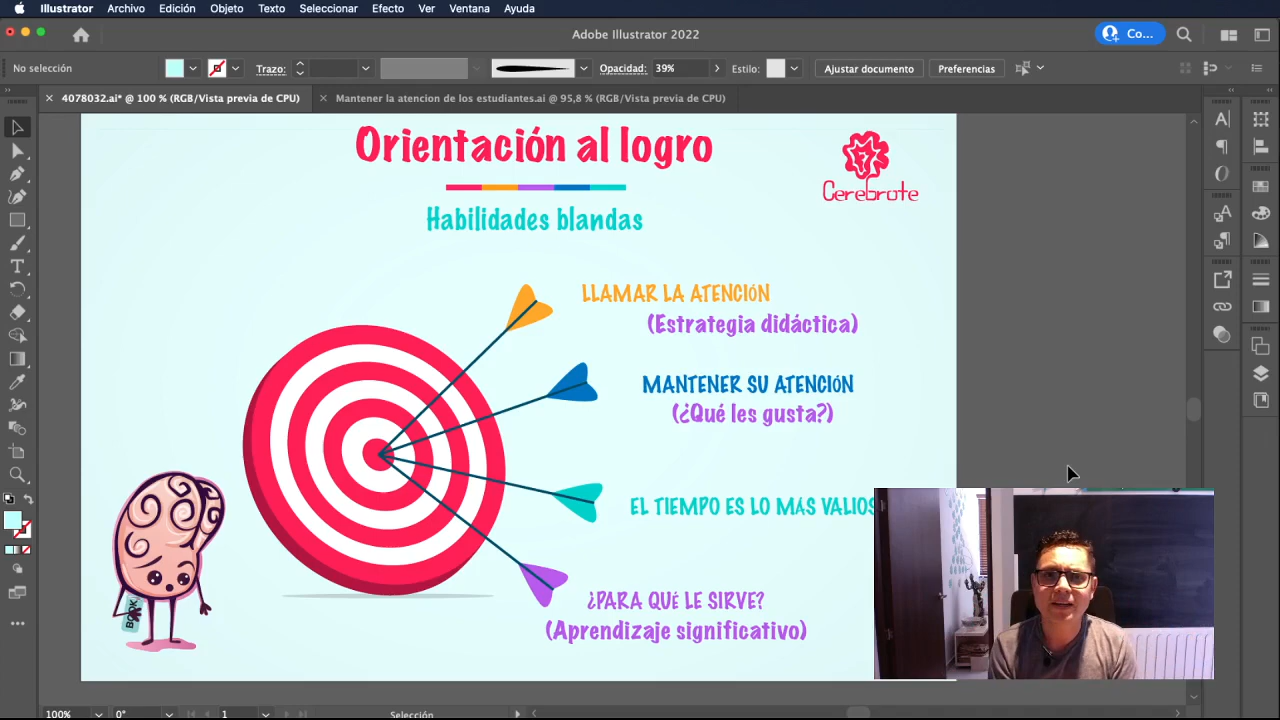 Illustrator Archivo Edición Objeto Texto Seleccionar Efecto Ver Ventana Ayuda
Adobe Illustrator 2022
Co...
No selección Trazo: Opacidad: 39% Estilo: Ajustar documento Preferencias
4078032.ai* @ 100 % (RGB/Vista previa de CPU) Mantener la atencion de los estudiantes.ai @ 95,8 % (RGB/Vista previa de CPU)
Orientación al logro
Cerebrote
Habilidades blandas
LLAMAR LA ATENCIÓN
(Estrategia didáctica)
MANTENER SU ATENCIÓN
(¿Qué les gusta?)
EL TIEMPO ES LO MÁS VALIOS
¿PARA QUÉ LE SIRVE?
(Aprendizaje significativo)
BOOK
100% 0° 1 Selección